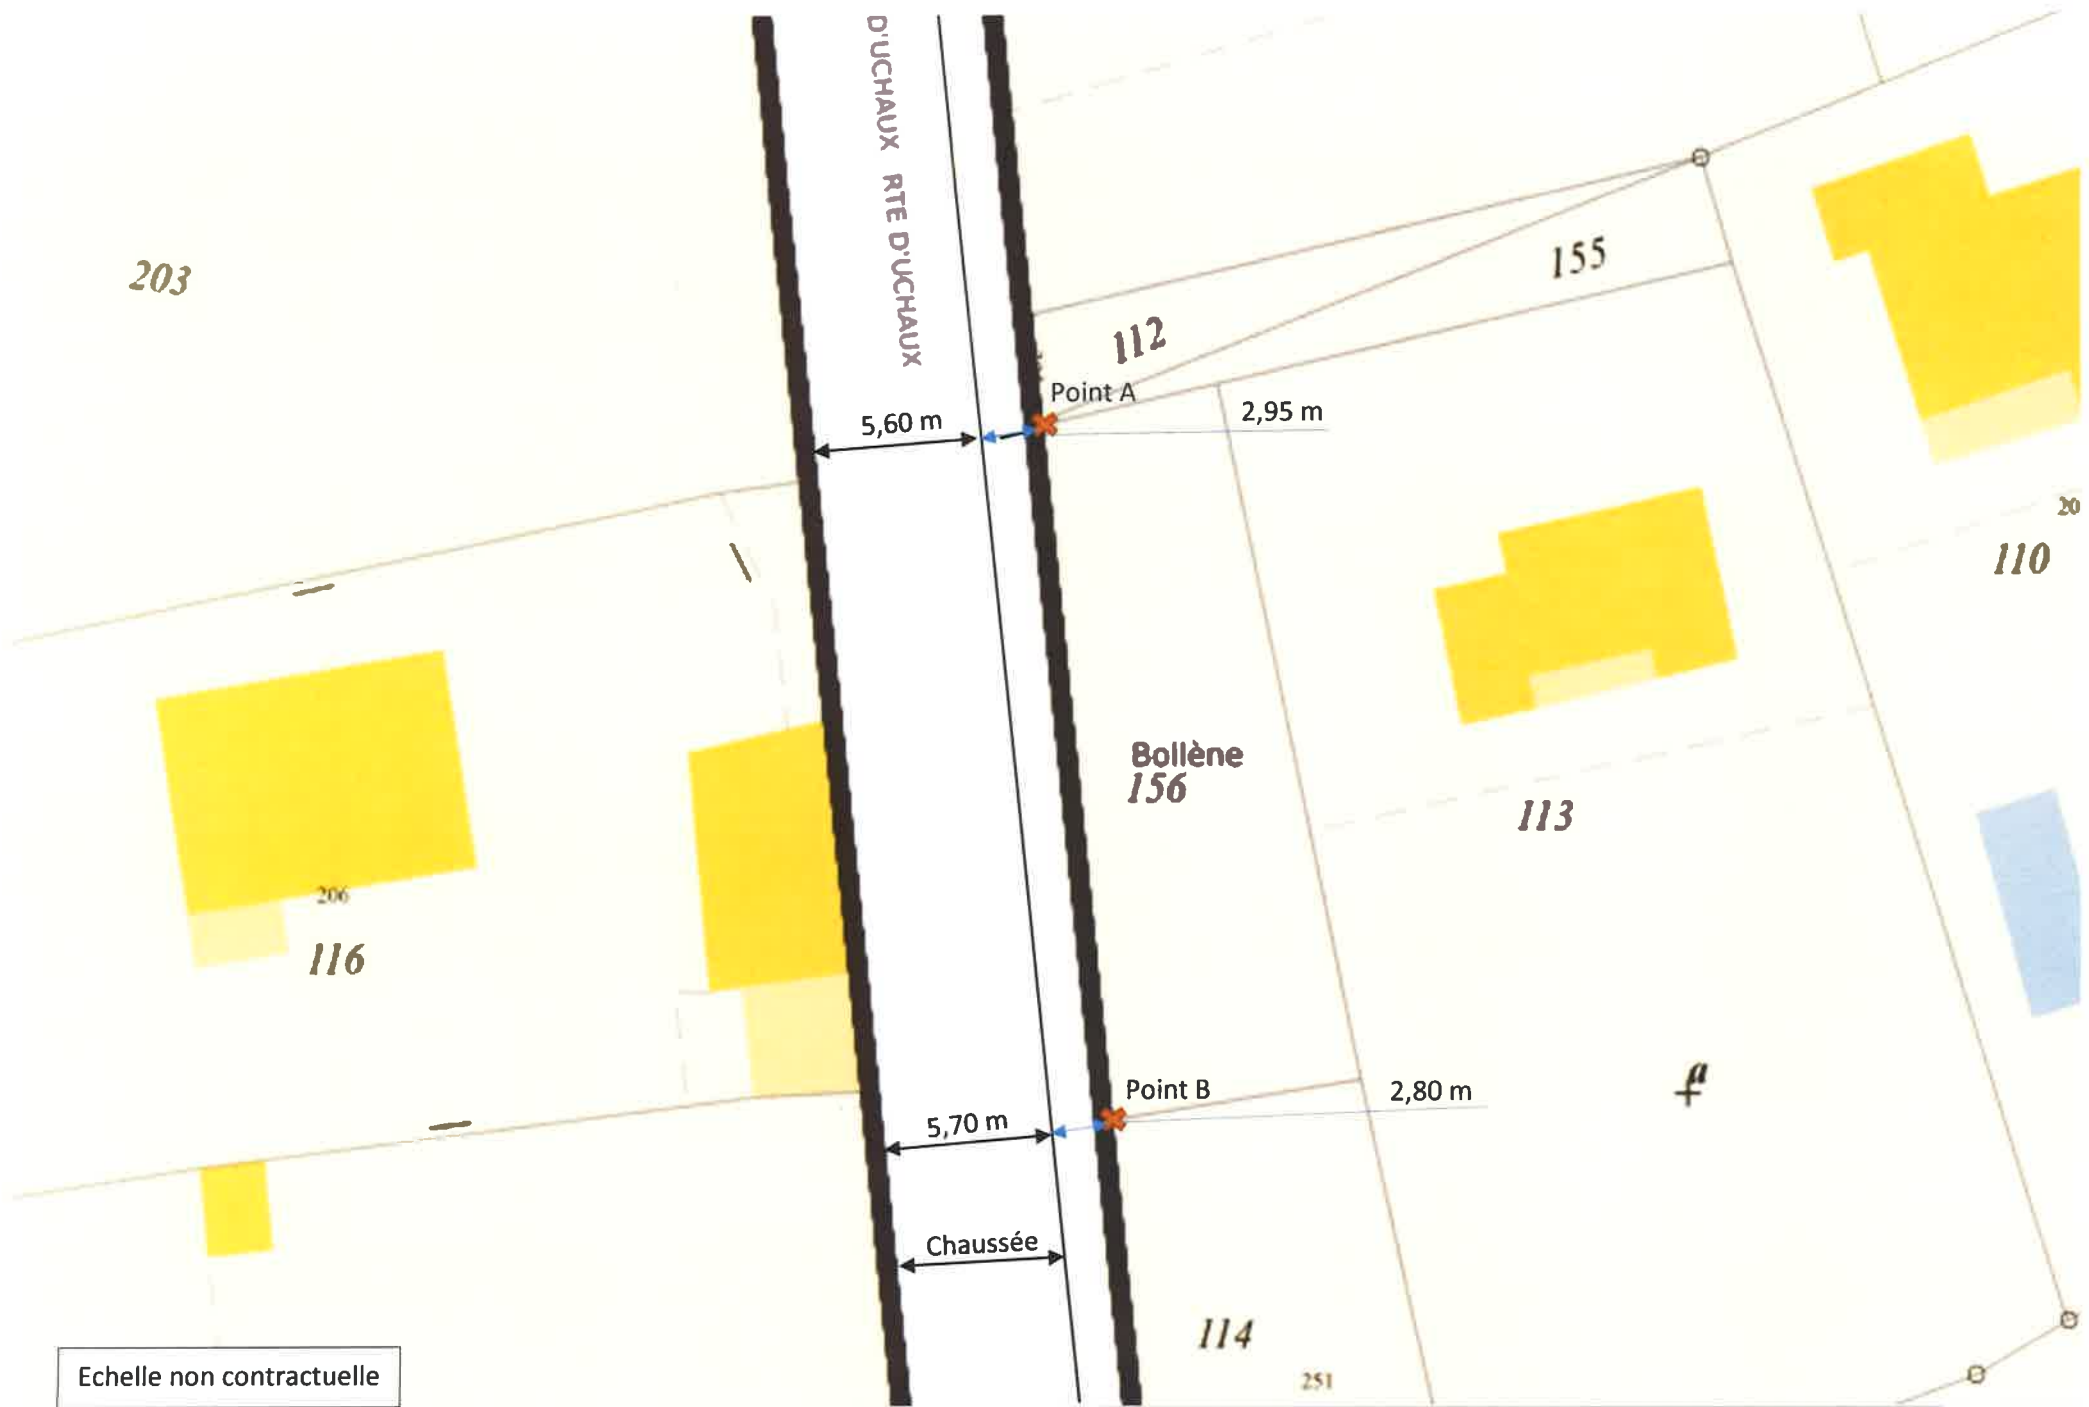 D'UCHAUX RTE D'UCHAUX
203
155
112
Point A
5,60 m
2,95 m
20
110
Bollène
156
113
206
116
a
Point B
2,80 m
5,70 m
Chaussée
114
251
Echelle non contractuelle